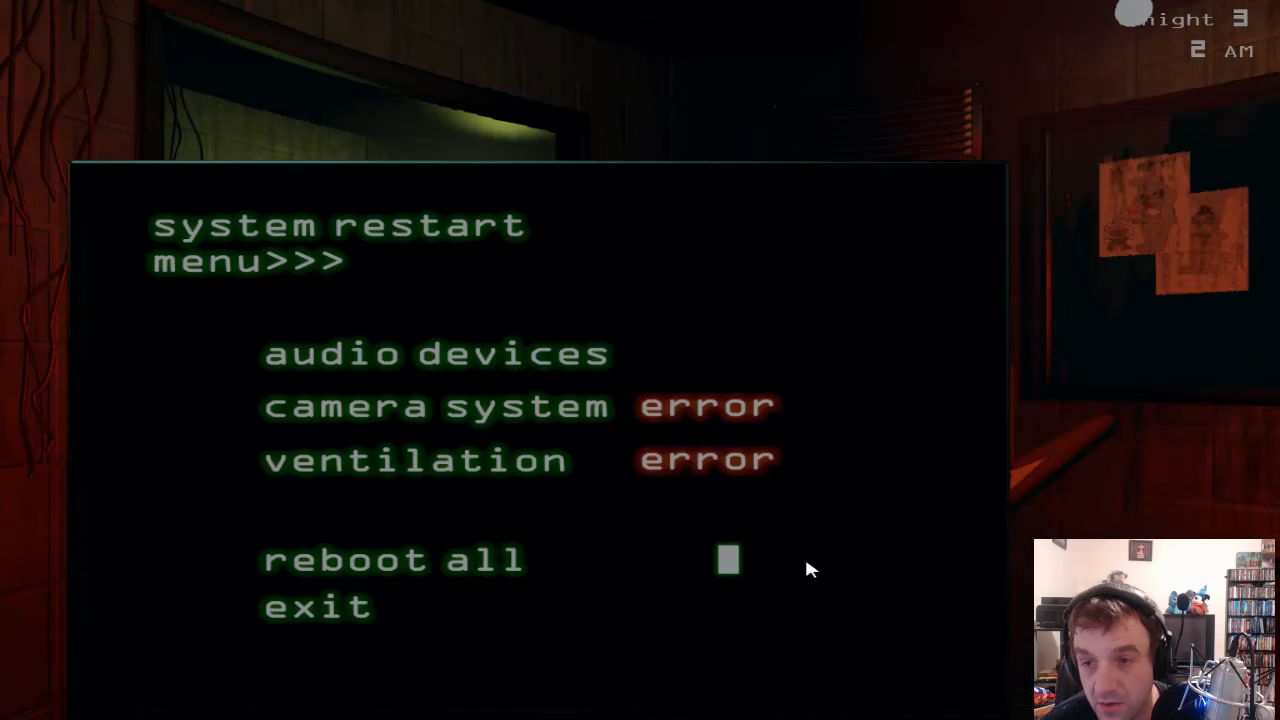 night 3
2 AM
system restart
menu>>>
audio devices
camera system error
ventilation error
reboot all
exit